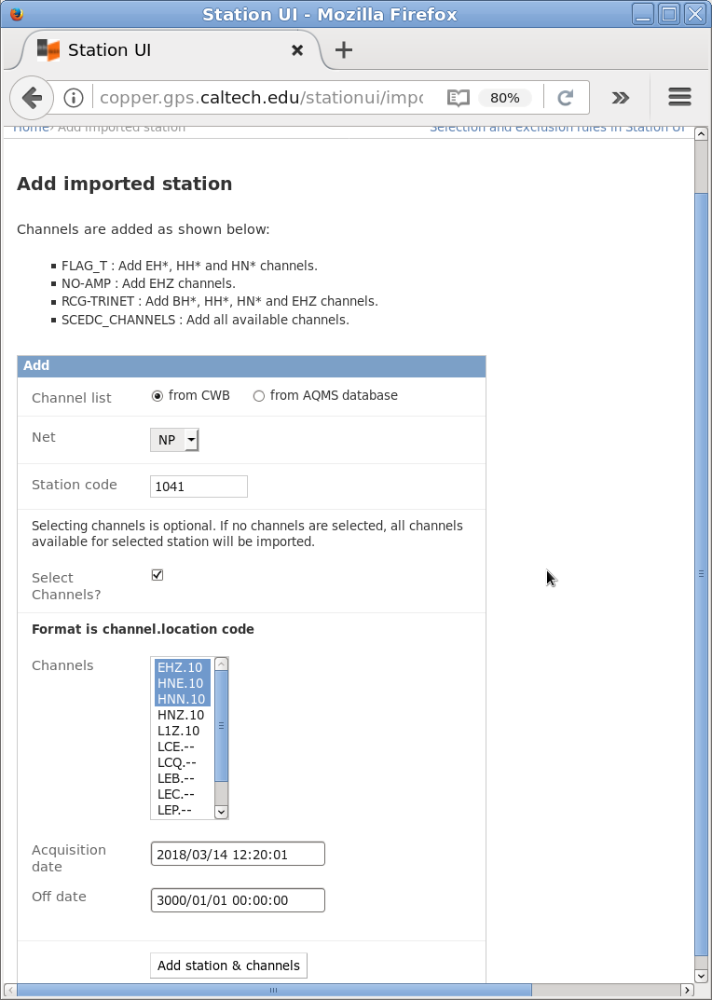 Station UI - Mozilla Firefox
Station UI
copper.gps.caltech.edu/stationui/impo
80%
Home› Add imported station
Selection and exclusion rules in Station UI
Add imported station
Channels are added as shown below:
FLAG_T : Add EH*, HH* and HN* channels.
NO-AMP : Add EHZ channels.
RCG-TRINET : Add BH*, HH*, HN* and EHZ channels.
SCEDC_CHANNELS : Add all available channels.
Add
Channel list
from CWB
from AQMS database
Net
NP
Station code
1041
Selecting channels is optional. If no channels are selected, all channels
available for selected station will be imported.
Select
Channels?
Format is channel.location code
Channels
EHZ.10
HNE.10
HNN.10
HNZ.10
L1Z.10
LCE.--
LCQ.--
LEB.--
LEC.--
LEP.--
Acquisition
date
2018/03/14 12:20:01
Off date
3000/01/01 00:00:00
Add station & channels